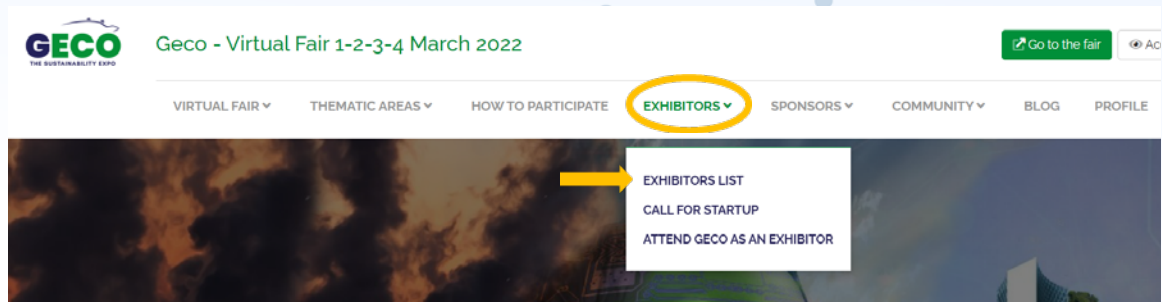 GECO
THE SUSTAINABILITY EXPO
Geco - Virtual Fair 1-2-3-4 March 2022
Go to the fair
VIRTUAL FAIR
THEMATIC AREAS
HOW TO PARTICIPATE
EXHIBITORS
SPONSORS
COMMUNITY
BLOG
PROFILE
EXHIBITORS LIST
CALL FOR STARTUP
ATTEND GECO AS AN EXHIBITOR